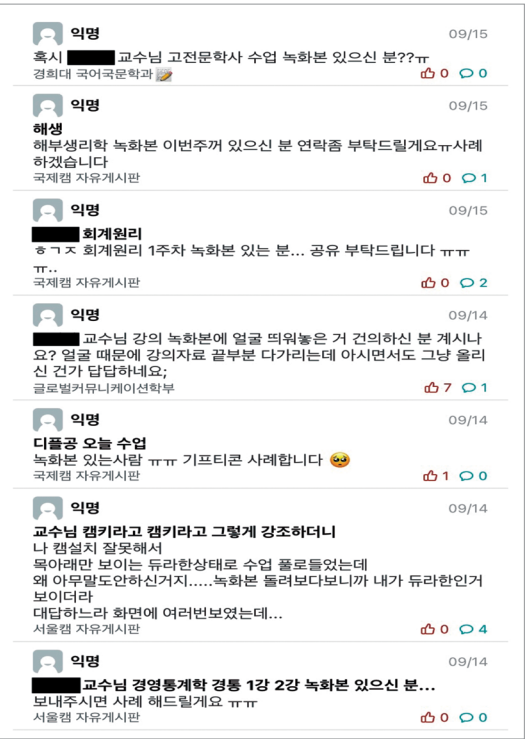 익명
09/15
혹시 교수님 고전문학사 수업 녹화본 있으신 분??ㅠ
경희대 국어국문학과
0 0
익명
09/15
해생
해부생리학 녹화본 이번주꺼 있으신 분 연락좀 부탁드릴게요ㅠ사례
하겠습니다
국제캠 자유게시판
0 1
익명
09/15
회계원리
ㅎㄱㅈ 회계원리 1주차 녹화본 있는 분... 공유 부탁드립니다 ㅠㅠ
ㅠ..
국제캠 자유게시판
0 2
익명
09/14
교수님 강의 녹화본에 얼굴 띄워놓은 거 건의하신 분 계시나
요? 얼굴 때문에 강의자료 끝부분 다가리는데 아시면서도 그냥 올리
신 건가 답답하네요;
글로벌커뮤니케이션학부
7 1
익명
09/14
디플공 오늘 수업
녹화본 있는사람 ㅠㅠ 기프티콘 사례합니다 🥺
국제캠 자유게시판
1 0
익명
09/14
교수님 캠키라고 캠키라고 그렇게 강조하더니
나 캠설치 잘못해서
목아래만 보이는 듀라한상태로 수업 풀로들었는데
왜 아무말도안하신거지.....녹화본 돌려보다보니까 내가 듀라한인거
보이더라
대답하느라 화면에 여러번보였는데...
서울캠 자유게시판
0 4
익명
09/14
교수님 경영통계학 경통 1강 2강 녹화본 있으신 분...
보내주시면 사례 해드릴게요 ㅠㅠ
서울캠 자유게시판
0 0